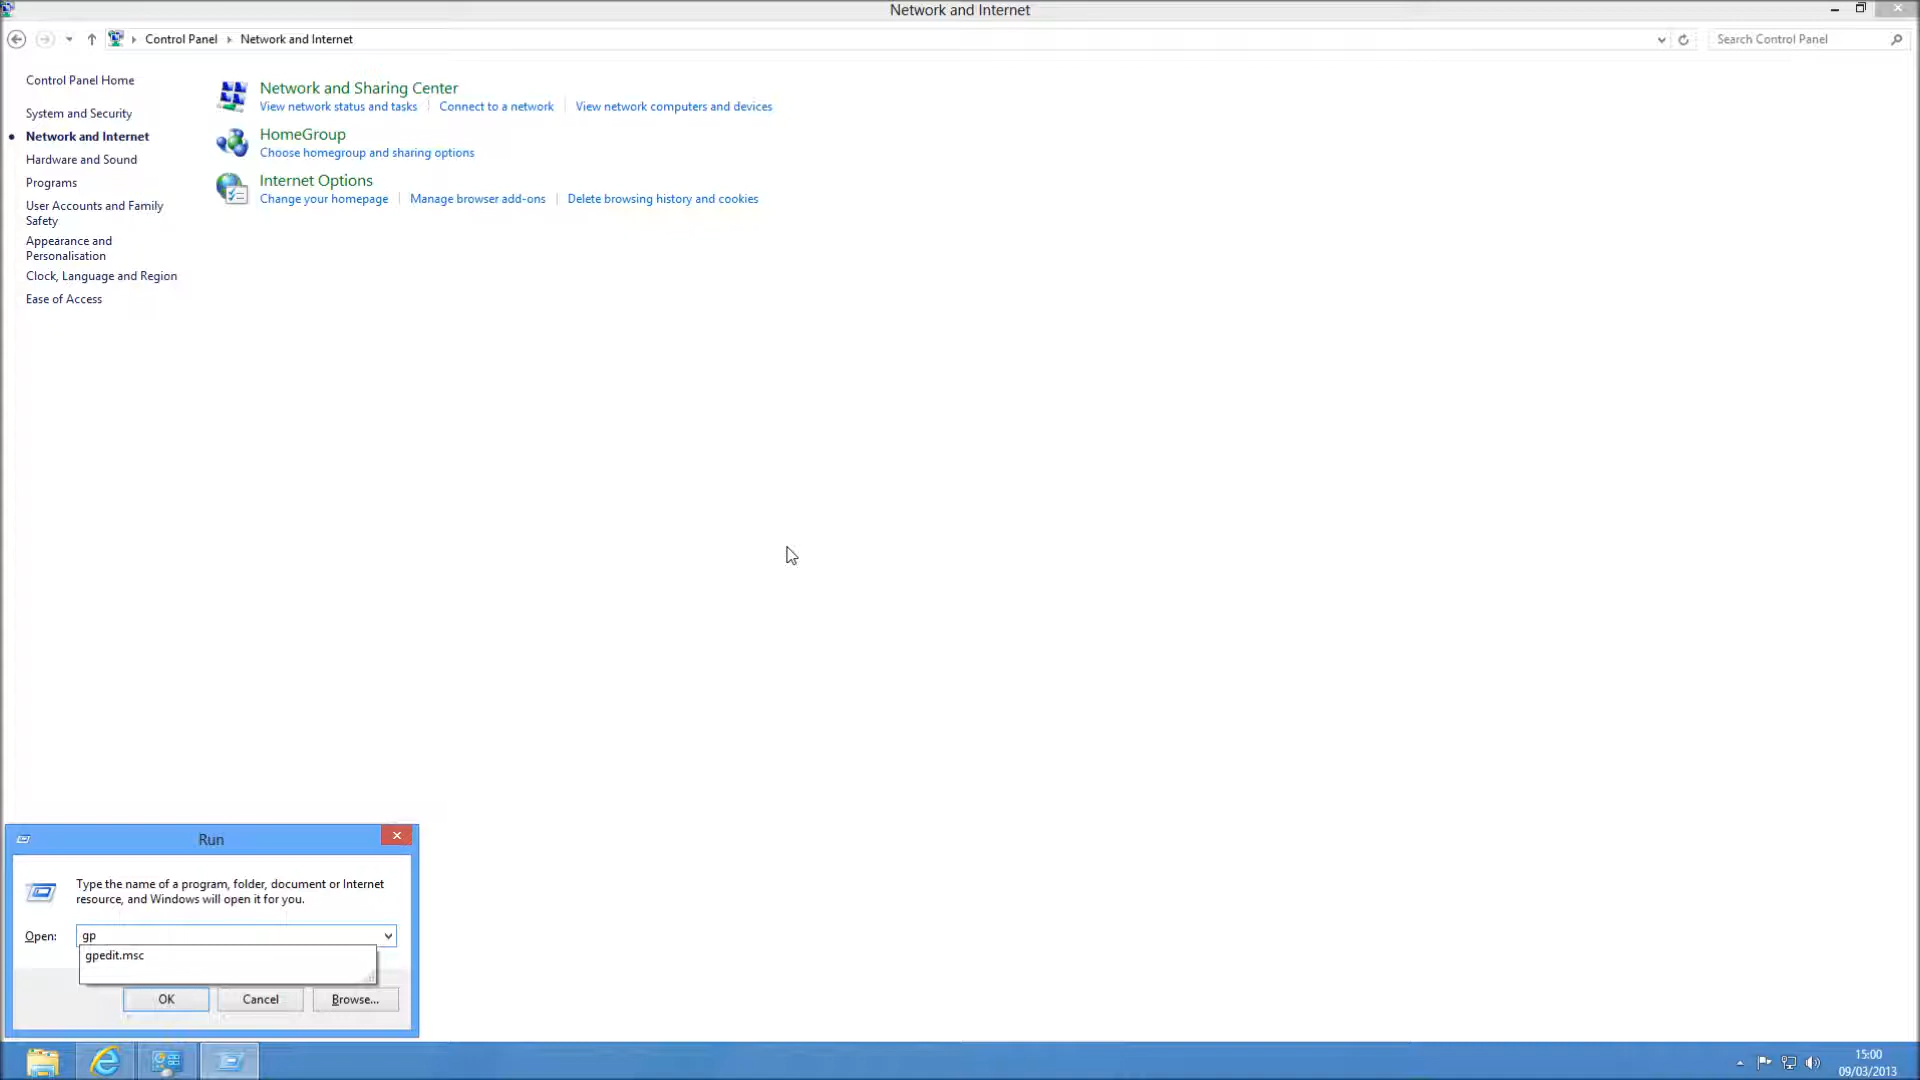 Network and Internet
Control Panel
Network and Internet
Search Control Panel
Control Panel Home
System and Security
Network and Internet
Hardware and Sound
Programs
User Accounts and Family
Safety
Appearance and
Personalisation
Clock, Language and Region
Ease of Access
Network and Sharing Center
View network status and tasks
Connect to a network
View network computers and devices
HomeGroup
Choose homegroup and sharing options
Internet Options
Change your homepage
Manage browser add-ons
Delete browsing history and cookies
Run
Type the name of a program, folder, document or Internet
resource, and Windows will open it for you.
Open:
gp
gpedit.msc
OK
Cancel
Browse...
15:00
09/03/2013